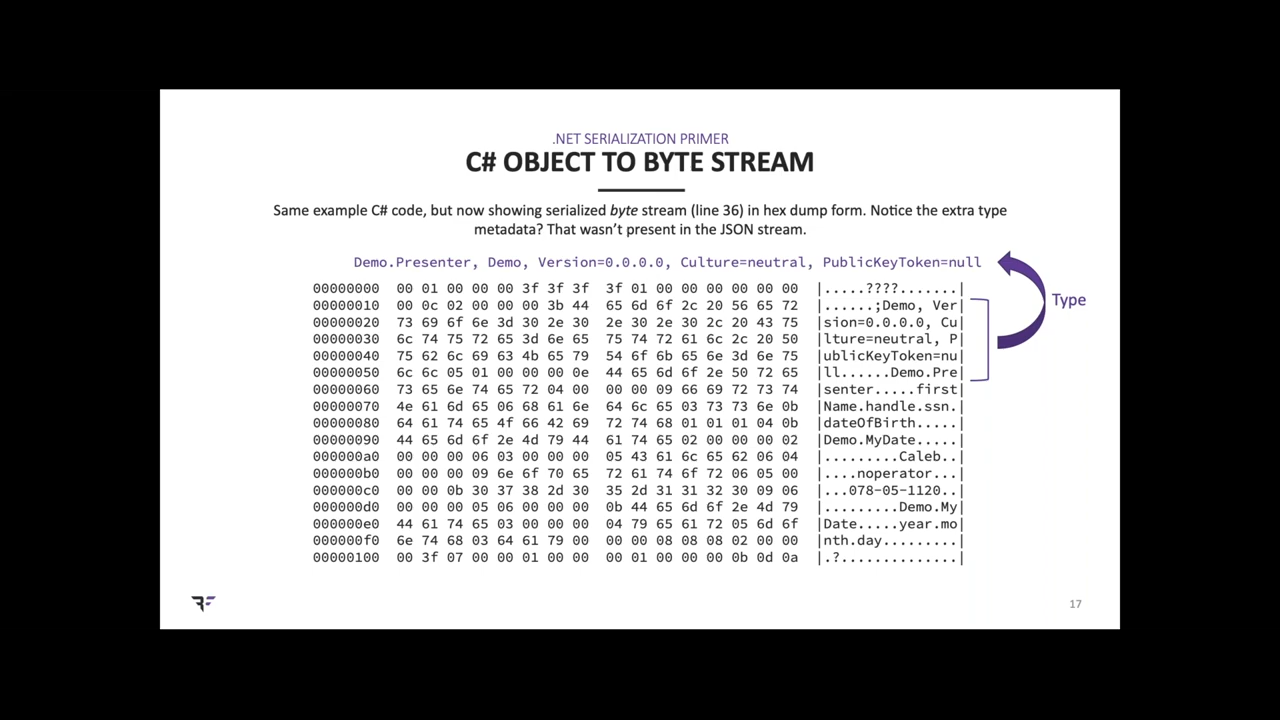 .NET SERIALIZATION PRIMER
C# OBJECT TO BYTE STREAM
Same example C# code, but now showing serialized byte stream (line 36) in hex dump form. Notice the extra type
metadata? That wasn’t present in the JSON stream.
Demo.Presenter, Demo, Version=0.0.0.0, Culture=neutral, PublicKeyToken=null
00000000  00 01 00 00 00 3f 3f 3f  3f 01 00 00 00 00 00 00  |.....????.......|
00000010  00 0c 02 00 00 00 3b 44  65 6d 6f 2c 20 56 65 72  |......;Demo, Ver|
00000020  73 69 6f 6e 3d 30 2e 30  2e 30 2e 30 2c 20 43 75  |sion=0.0.0.0, Cu|
00000030  6c 74 75 72 65 3d 6e 65  75 74 72 61 6c 2c 20 50  |lture=neutral, P|
00000040  75 62 6c 69 63 4b 65 79  54 6f 6b 65 6e 3d 6e 75  |ublicKeyToken=nu|
00000050  6c 6c 05 01 00 00 00 0e  44 65 6d 6f 2e 50 72 65  |ll......Demo.Pre|
00000060  73 65 6e 74 65 72 04 00  00 00 09 66 69 72 73 74  |senter.....first|
00000070  4e 61 6d 65 06 68 61 6e  64 6c 65 03 73 73 6e 0b  |Name.handle.ssn.|
00000080  64 61 74 65 4f 66 42 69  72 74 68 01 01 01 04 0b  |dateOfBirth.....|
00000090  44 65 6d 6f 2e 4d 79 44  61 74 65 02 00 00 00 02  |Demo.MyDate.....|
000000a0  00 00 00 06 03 00 00 00  05 43 61 6c 65 62 06 04  |.........Caleb..|
000000b0  00 00 00 09 6e 6f 70 65  72 61 74 6f 72 06 05 00  |....noperator...|
000000c0  00 00 0b 30 37 38 2d 30  35 2d 31 31 32 30 09 06  |...078-05-1120..|
000000d0  00 00 00 05 06 00 00 00  0b 44 65 6d 6f 2e 4d 79  |.........Demo.My|
000000e0  44 61 74 65 03 00 00 00  04 79 65 61 72 05 6d 6f  |Date.....year.mo|
000000f0  6e 74 68 03 64 61 79 00  00 00 08 08 08 02 00 00  |nth.day.........|
00000100  00 3f 07 00 00 01 00 00  00 01 00 00 00 0b 0d 0a  |.?..............|
Type
17